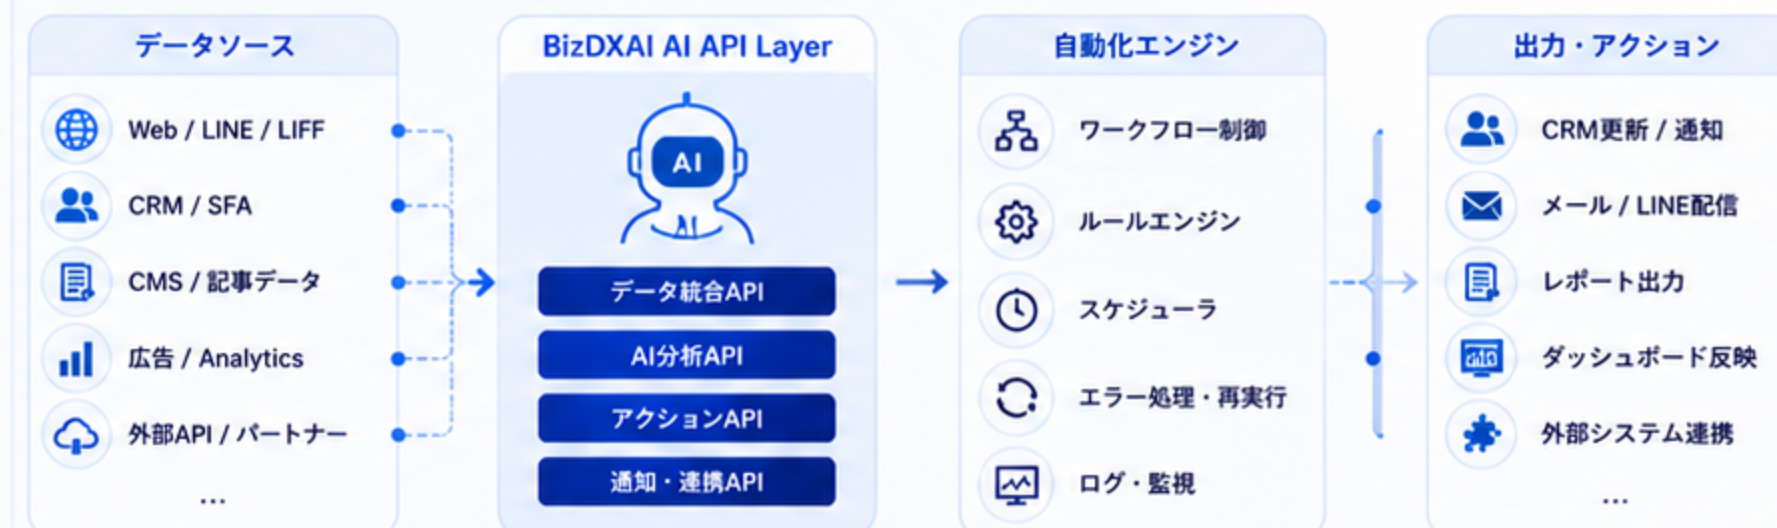 データソース
Web / LINE / LIFF
CRM / SFA
CMS / 記事データ
広告 / Analytics
外部API / パートナー
...
BizDXAI AI API Layer
AI
AI
データ統合API
AI分析API
アクションAPI
通知・連携API
自動化エンジン
ワークフロー制御
ルールエンジン
スケジューラ
エラー処理・再実行
ログ・監視
出力・アクション
CRM更新 / 通知
メール / LINE配信
レポート出力
ダッシュボード反映
外部システム連携
...